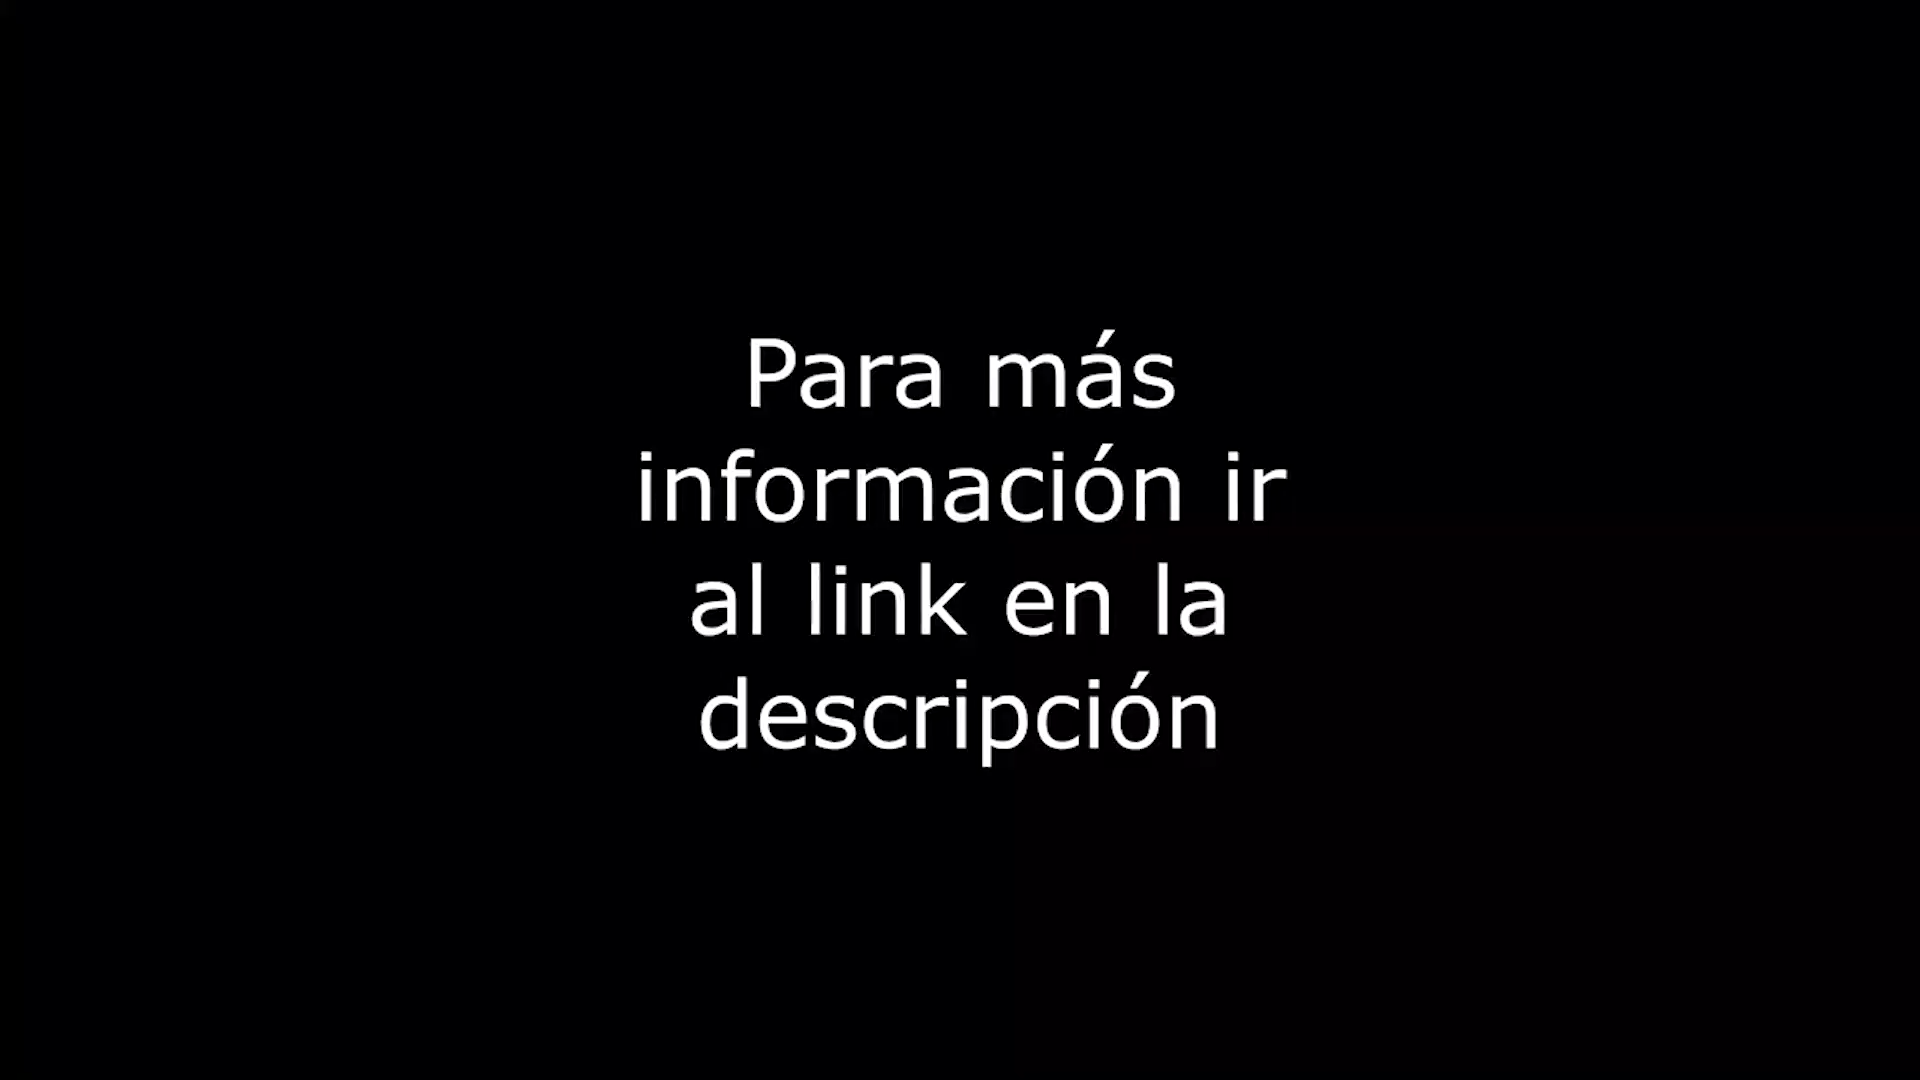 Para más
información ir
al link en la
descripción